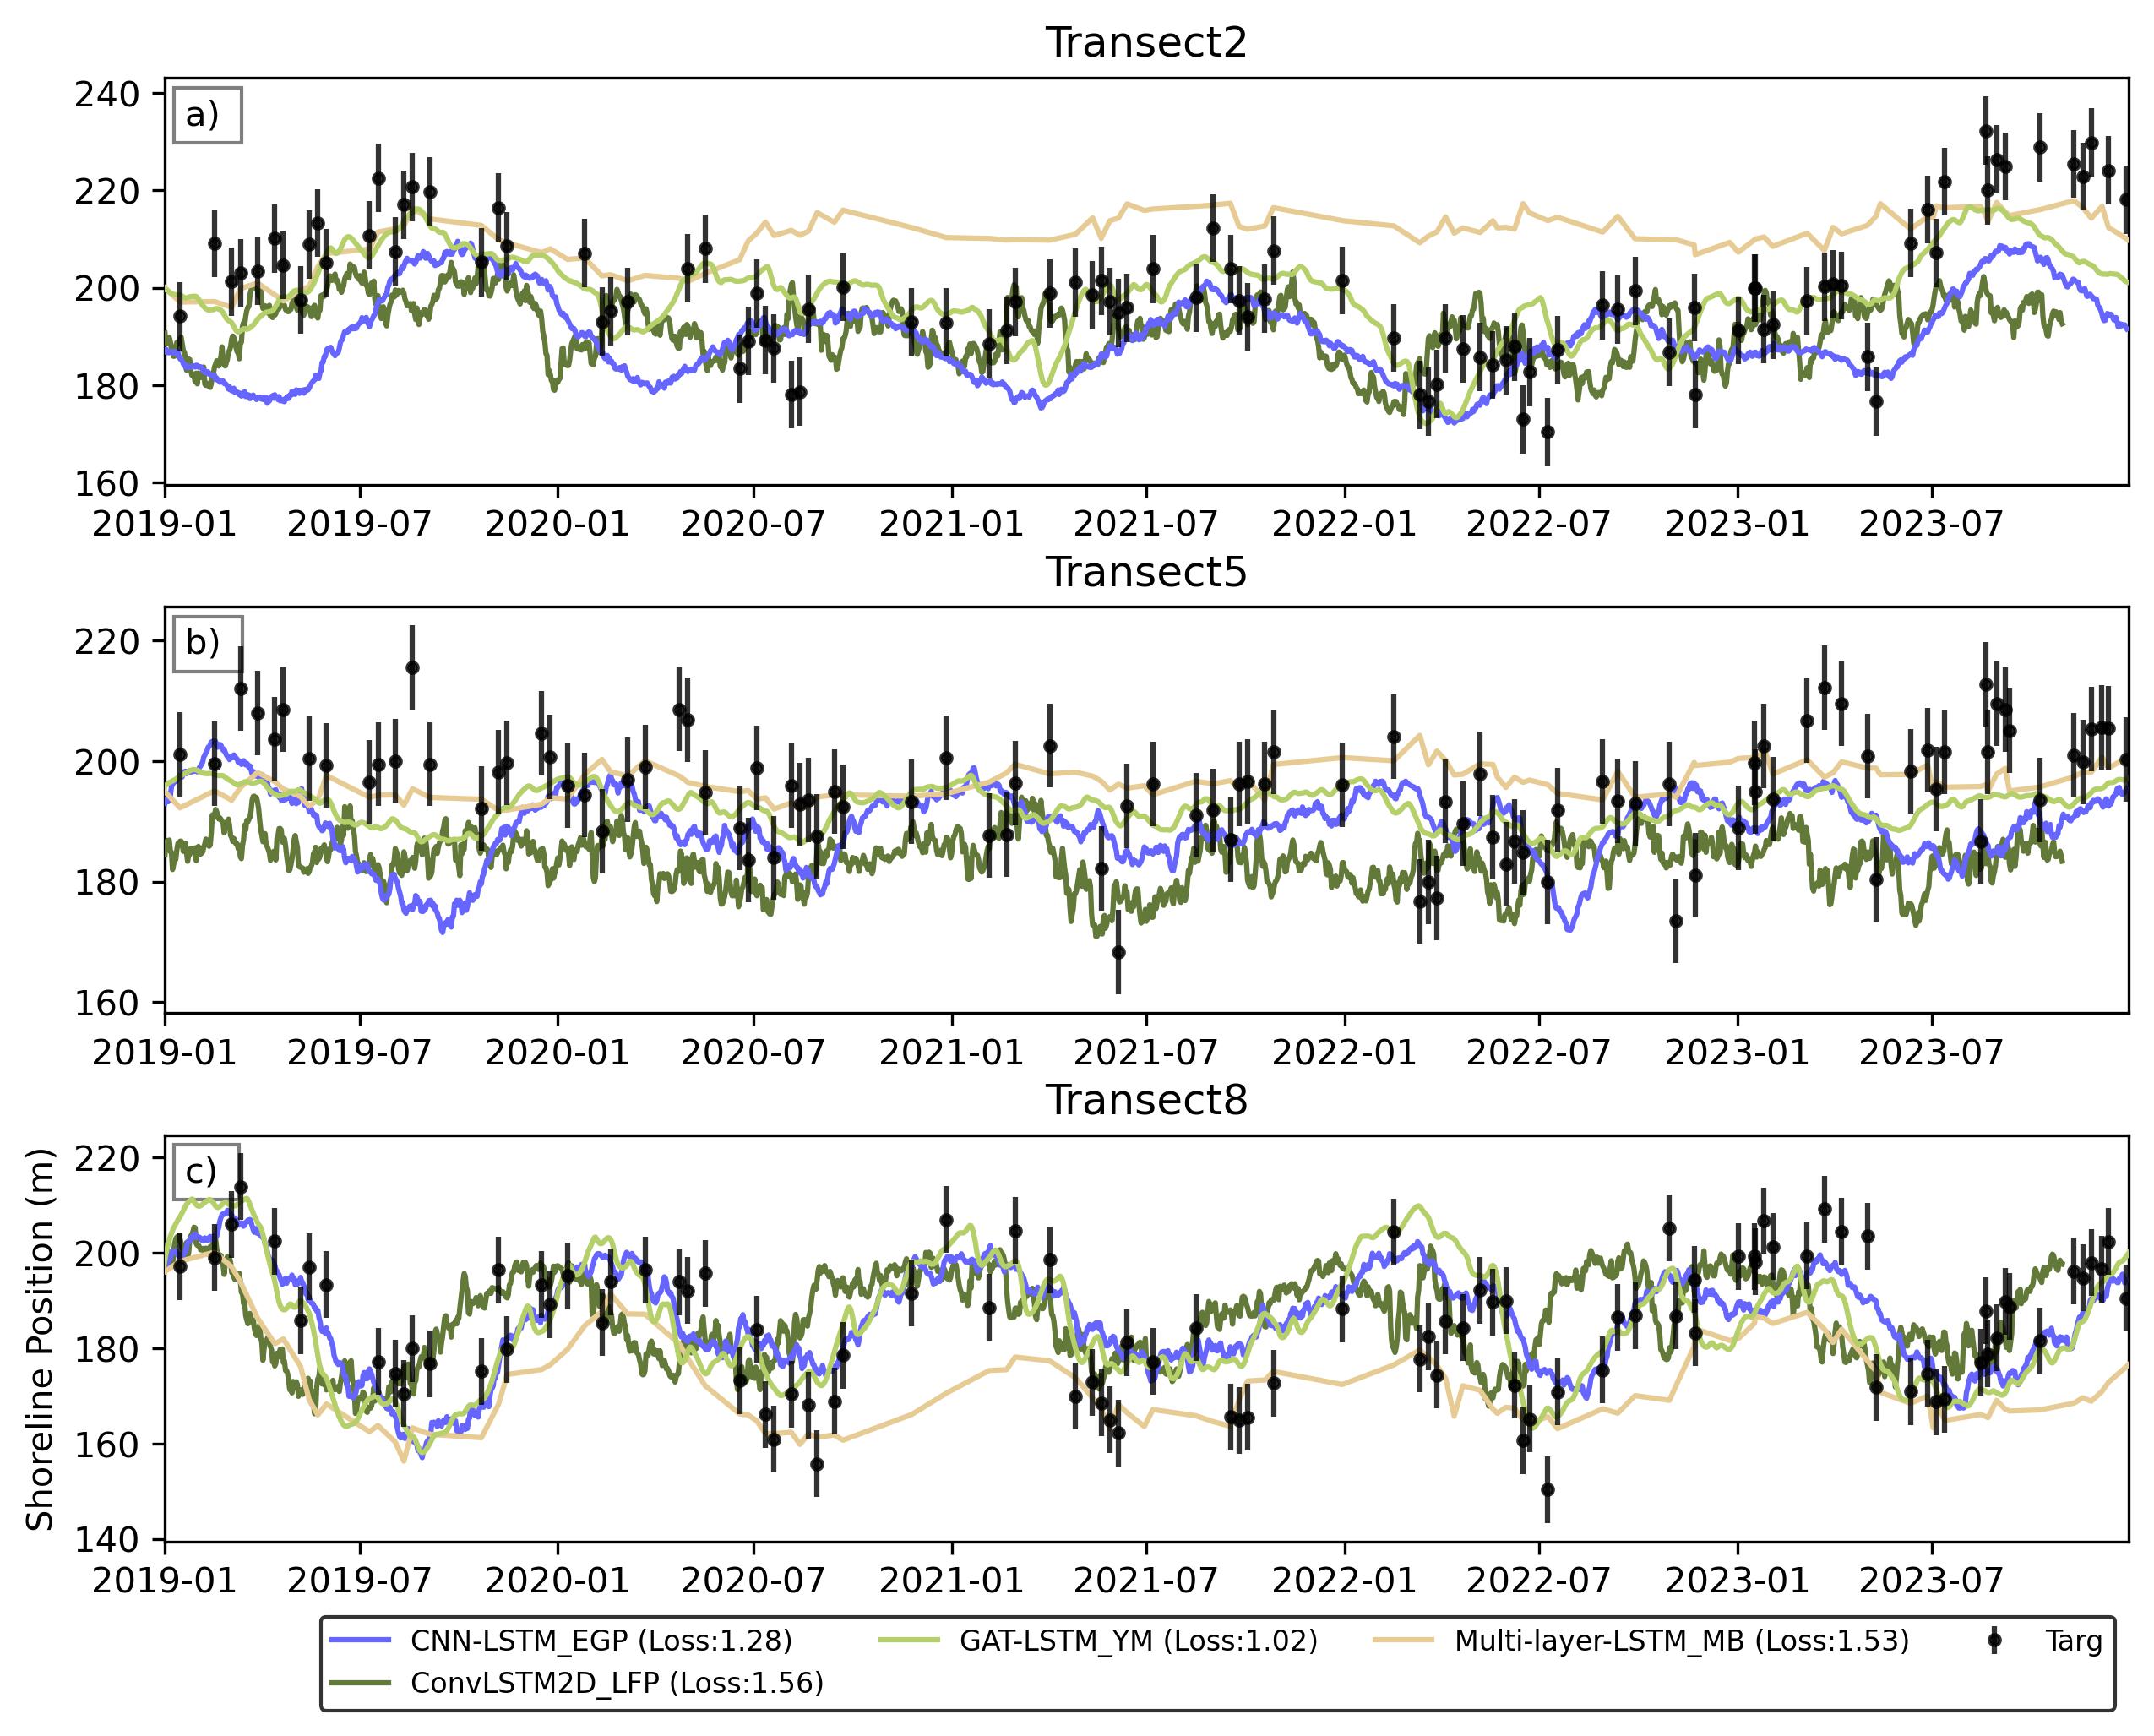 Transect2
a)
240
220
200
180
160
2019-01 2019-07 2020-01 2020-07 2021-01 2021-07 2022-01 2022-07 2023-01 2023-07
Transect5
b)
220
200
180
160
2019-01 2019-07 2020-01 2020-07 2021-01 2021-07 2022-01 2022-07 2023-01 2023-07
Transect8
c)
Shoreline Position (m)
220
200
180
160
140
2019-01 2019-07 2020-01 2020-07 2021-01 2021-07 2022-01 2022-07 2023-01 2023-07
CNN-LSTM_EGP (Loss:1.28) GAT-LSTM_YM (Loss:1.02) Multi-layer-LSTM_MB (Loss:1.53) Targ
ConvLSTM2D_LFP (Loss:1.56)